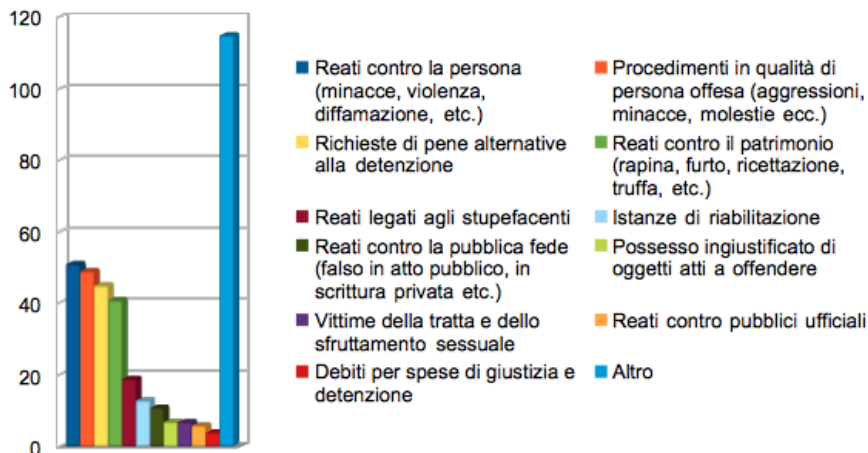 120
100
80
60
40
20
0
Reati contro la persona
(minacce, violenza,
diffamazione, etc.)
Procedimenti in qualità di
persona offesa (aggressioni,
minacce, molestie ecc.)
Richieste di pene alternative
alla detenzione
Reati contro il patrimonio
(rapina, furto, ricettazione,
truffa, etc.)
Reati legati agli stupefacenti
Istanze di riabilitazione
Reati contro la pubblica fede
(falso in atto pubblico, in
scrittura privata etc.)
Possesso ingiustificato di
oggetti atti a offendere
Vittime della tratta e dello
sfruttamento sessuale
Reati contro pubblici ufficiali
Debiti per spese di giustizia e
detenzione
Altro